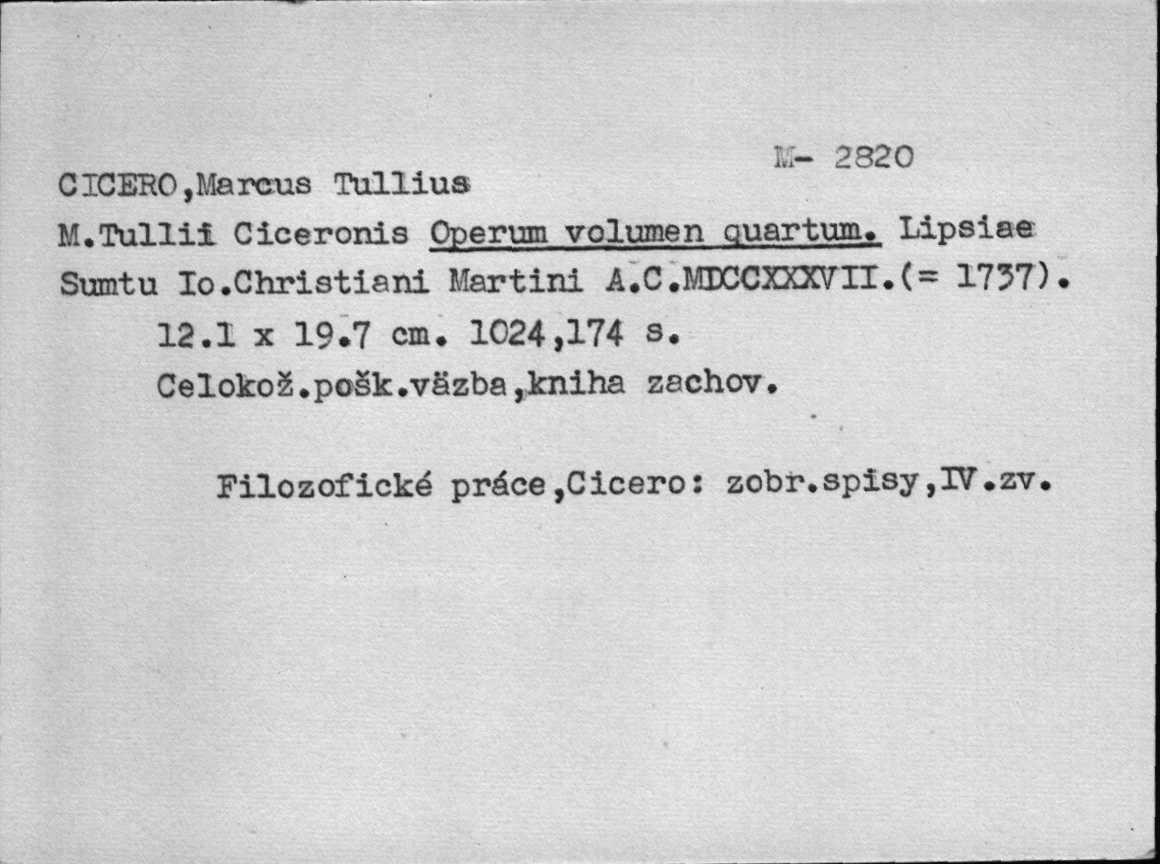 M- 2820
CICERO,Marcus Tullius
M.Tullii Ciceronis Operum volumen quartum. Lipsiae
Sumtu Io.Christiani Martini A.C.MDCCXXXVII.(= 1737).
12.1 x 19.7 cm. 1024,174 s.
Celokož.pošk.väzba,kniha zachov.
Filozofické práce,Cicero: zobr.spisy,IV.zv.